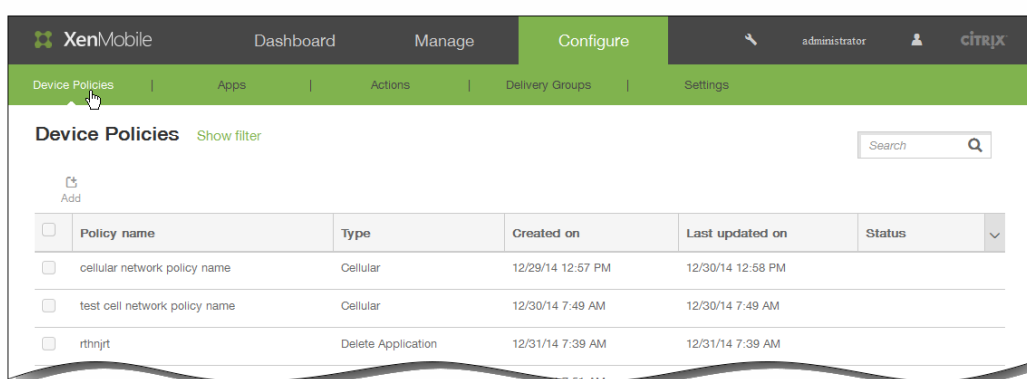 XenMobile Dashboard Manage Configure administrator CITRIX
Device Policies | Apps | Actions | Delivery Groups | Settings
Device Policies Show filter
Search
Add
Policy name Type Created on Last updated on Status
cellular network policy name Cellular 12/29/14 12:57 PM 12/30/14 12:58 PM
test cell network policy name Cellular 12/30/14 7:49 AM 12/30/14 7:49 AM
rthnjrt Delete Application 12/31/14 7:39 AM 12/31/14 7:39 AM